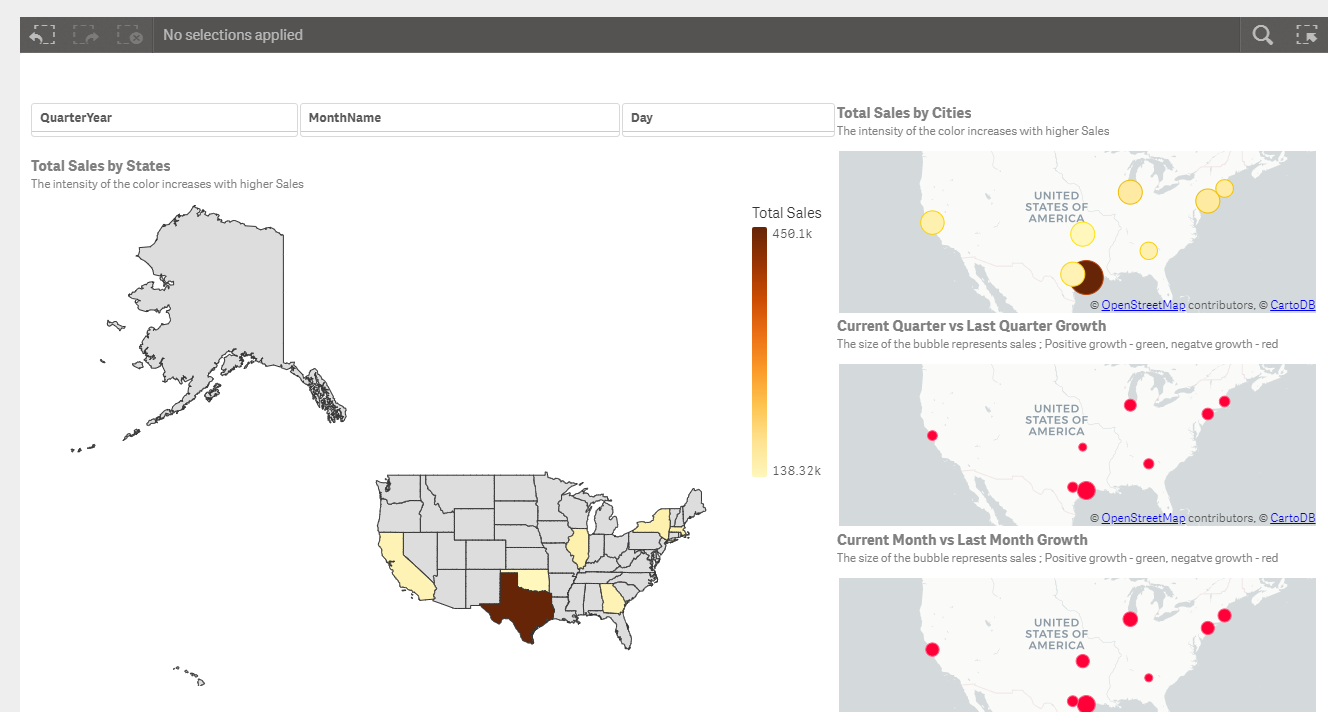 No selections applied
QuarterYear
MonthName
Day
Total Sales by States
The intensity of the color increases with higher Sales
Total Sales
450.1k
138.32k
Total Sales by Cities
The intensity of the color increases with higher Sales
UNITED
STATES OF
AMERICA
© OpenStreetMap contributors, © CartoDB
Current Quarter vs Last Quarter Growth
The size of the bubble represents sales ; Positive growth - green, negatve growth - red
UNITED
STATES OF
AMERICA
© OpenStreetMap contributors, © CartoDB
Current Month vs Last Month Growth
The size of the bubble represents sales ; Positive growth - green, negatve growth - red
UNITED
STATES OF
AMERICA